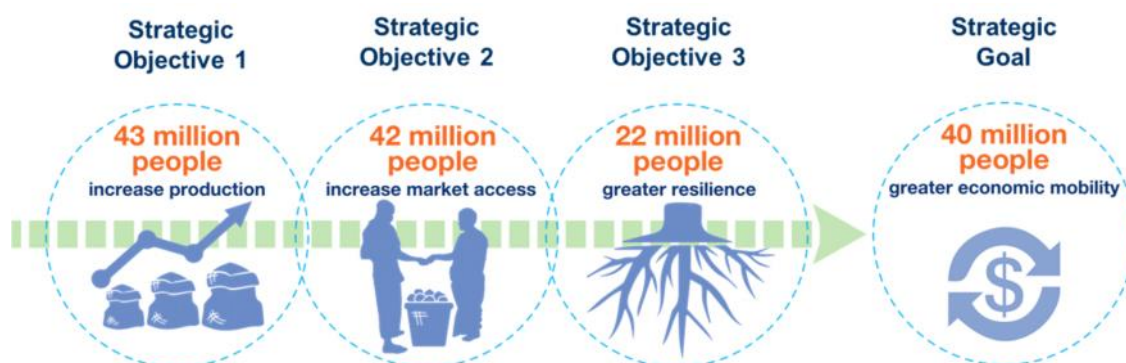 Strategic
Objective 1
Strategic
Objective 2
Strategic
Objective 3
Strategic
Goal
43 million
people
increase production
42 million
people
increase market access
22 million
people
greater resilience
40 million
people
greater economic mobility
$